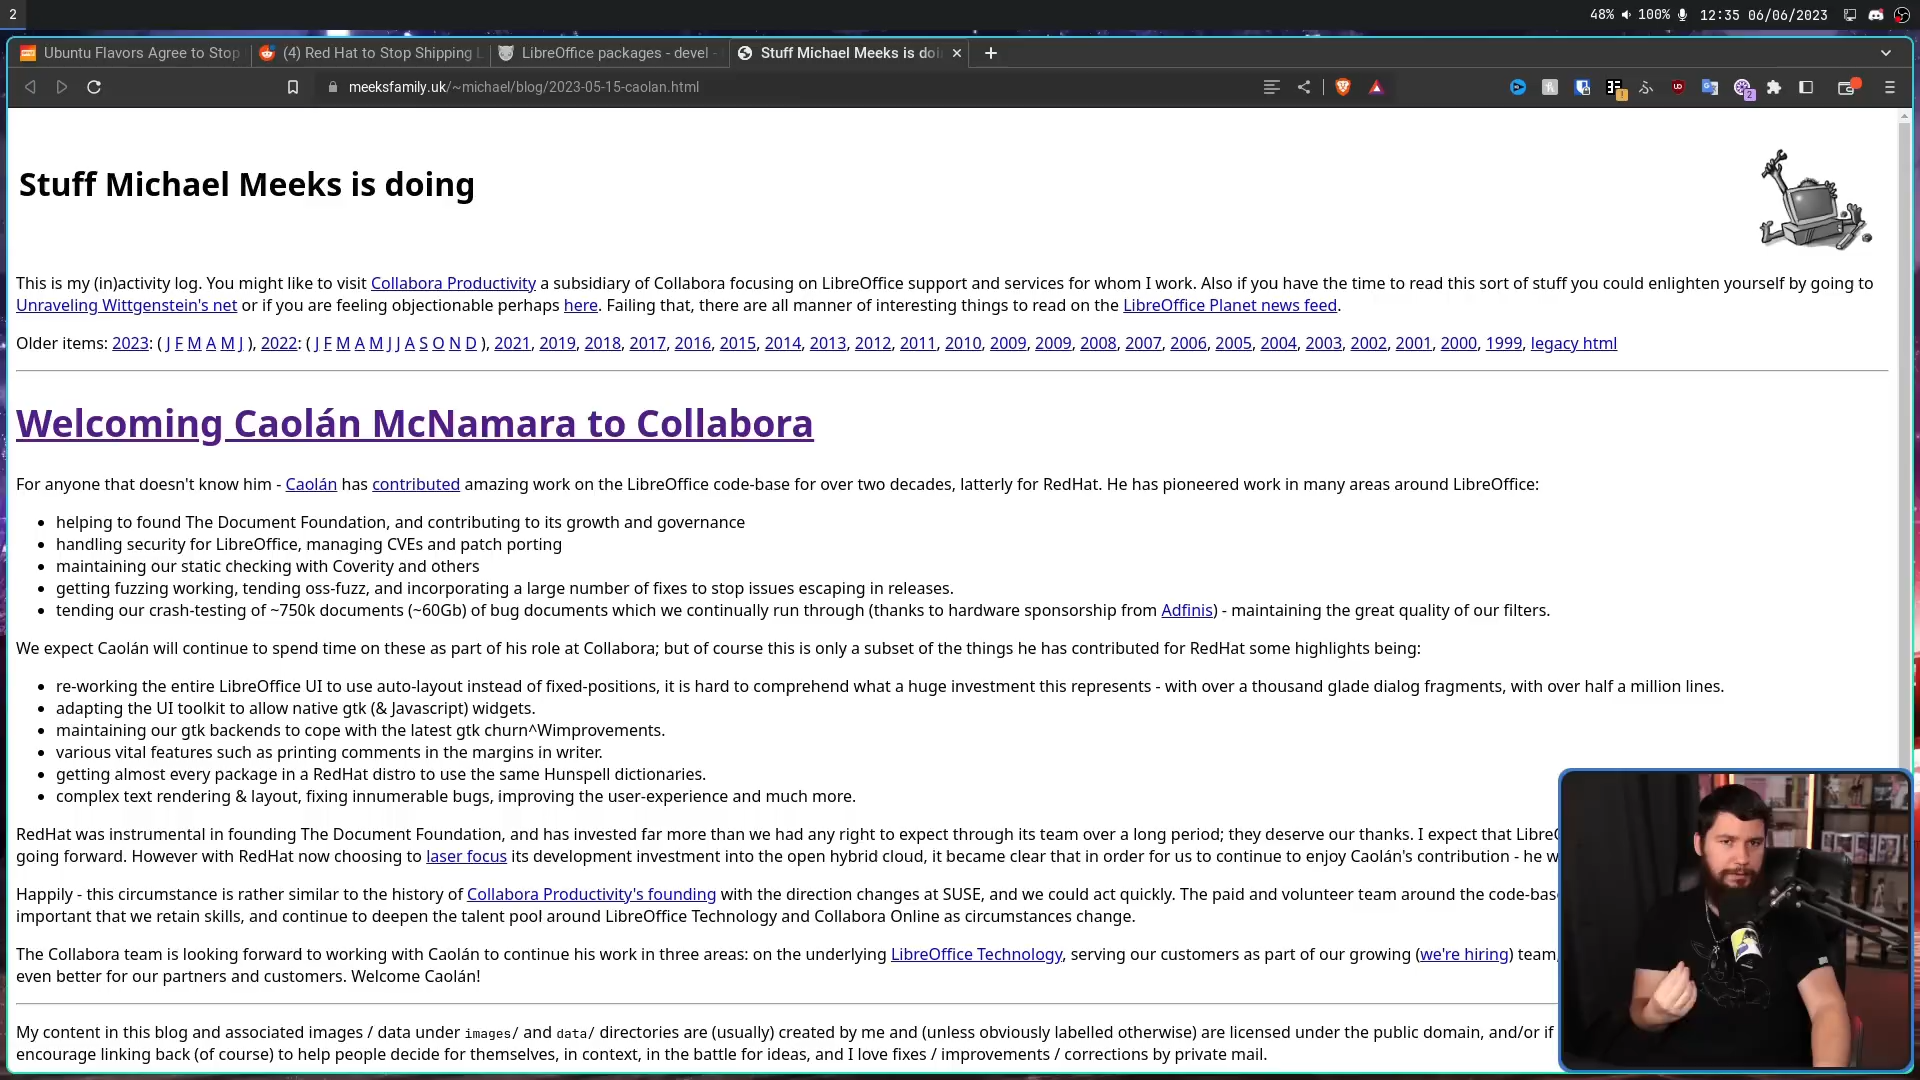 2
48% 100% 12:35 06/06/2023
Ubuntu Flavors Agree to Stop
(4) Red Hat to Stop Shipping L
LibreOffice packages - devel -
Stuff Michael Meeks is doi
meeksfamily.uk/~michael/blog/2023-05-15-caolan.html
Stuff Michael Meeks is doing
This is my (in)activity log. You might like to visit Collabora Productivity a subsidiary of Collabora focusing on LibreOffice support and services for whom I work. Also if you have the time to read this sort of stuff you could enlighten yourself by going to
Unraveling Wittgenstein's net or if you are feeling objectionable perhaps here. Failing that, there are all manner of interesting things to read on the LibreOffice Planet news feed.
Older items: 2023: ( J F M A M J ), 2022: ( J F M A M J J A S O N D ), 2021, 2019, 2018, 2017, 2016, 2015, 2014, 2013, 2012, 2011, 2010, 2009, 2009, 2008, 2007, 2006, 2005, 2004, 2003, 2002, 2001, 2000, 1999, legacy html
Welcoming Caolán McNamara to Collabora
For anyone that doesn't know him - Caolán has contributed amazing work on the LibreOffice code-base for over two decades, latterly for RedHat. He has pioneered work in many areas around LibreOffice:
• helping to found The Document Foundation, and contributing to its growth and governance
• handling security for LibreOffice, managing CVEs and patch porting
• maintaining our static checking with Coverity and others
• getting fuzzing working, tending oss-fuzz, and incorporating a large number of fixes to stop issues escaping in releases.
• tending our crash-testing of ~750k documents (~60Gb) of bug documents which we continually run through (thanks to hardware sponsorship from Adfinis) - maintaining the great quality of our filters.
We expect Caolán will continue to spend time on these as part of his role at Collabora; but of course this is only a subset of the things he has contributed for RedHat some highlights being:
• re-working the entire LibreOffice UI to use auto-layout instead of fixed-positions, it is hard to comprehend what a huge investment this represents - with over a thousand glade dialog fragments, with over half a million lines.
• adapting the UI toolkit to allow native gtk (& Javascript) widgets.
• maintaining our gtk backends to cope with the latest gtk churn^Wimprovements.
• various vital features such as printing comments in the margins in writer.
• getting almost every package in a RedHat distro to use the same Hunspell dictionaries.
• complex text rendering & layout, fixing innumerable bugs, improving the user-experience and much more.
RedHat was instrumental in founding The Document Foundation, and has invested far more than we had any right to expect through its team over a long period; they deserve our thanks. I expect that LibreO
going forward. However with RedHat now choosing to laser focus its development investment into the open hybrid cloud, it became clear that in order for us to continue to enjoy Caolán's contribution - he w
Happily - this circumstance is rather similar to the history of Collabora Productivity's founding with the direction changes at SUSE, and we could act quickly. The paid and volunteer team around the code-bas
important that we retain skills, and continue to deepen the talent pool around LibreOffice Technology and Collabora Online as circumstances change.
The Collabora team is looking forward to working with Caolán to continue his work in three areas: on the underlying LibreOffice Technology, serving our customers as part of our growing (we're hiring) team,
even better for our partners and customers. Welcome Caolán!
My content in this blog and associated images / data under images/ and data/ directories are (usually) created by me and (unless obviously labelled otherwise) are licensed under the public domain, and/or if
encourage linking back (of course) to help people decide for themselves, in context, in the battle for ideas, and I love fixes / improvements / corrections by private mail.